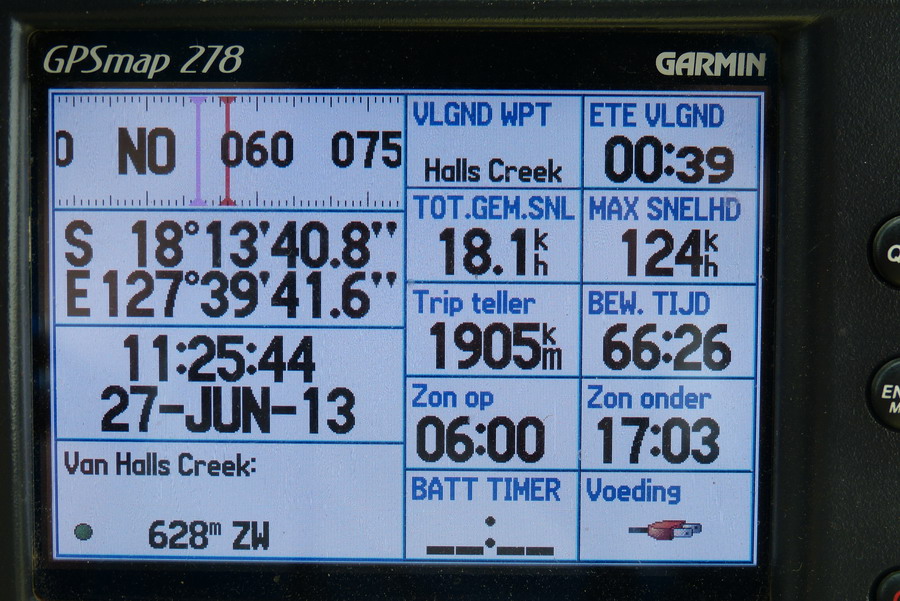 GPSmap 278
GARMIN
0 NO 060 075
S 18°13'40.8"
E 127°39'41.6"
11:25:44
27-JUN-13
Van Halls Creek:
628m ZW
VLGND WPT
Halls Creek
ETE VLGND
00:39
TOT.GEM.SNL
18.1 kh
MAX SNELHD
124 kh
Trip teller
1905 km
BEW. TIJD
66:26
Zon op
06:00
Zon onder
17:03
BATT TIMER
__:__
Voeding